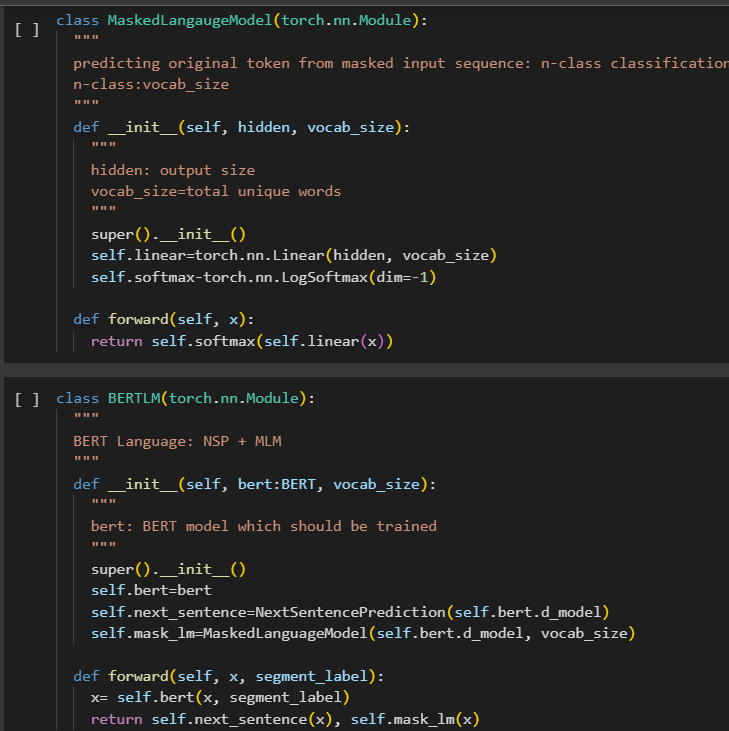 [ ] class MaskedLangaugeModel(torch.nn.Module):
"""
predicting original token from masked input sequence: n-class classification
n-class:vocab_size
"""
def __init__(self, hidden, vocab_size):
"""
hidden: output size
vocab_size=total unique words
"""
super().__init__()
self.linear=torch.nn.Linear(hidden, vocab_size)
self.softmax-torch.nn.LogSoftmax(dim=-1)
def forward(self, x):
return self.softmax(self.linear(x))
[ ] class BERTLM(torch.nn.Module):
"""
BERT Language: NSP + MLM
"""
def __init__(self, bert:BERT, vocab_size):
"""
bert: BERT model which should be trained
"""
super().__init__()
self.bert=bert
self.next_sentence=NextSentencePrediction(self.bert.d_model)
self.mask_lm=MaskedLanguageModel(self.bert.d_model, vocab_size)
def forward(self, x, segment_label):
x= self.bert(x, segment_label)
return self.next_sentence(x), self.mask_lm(x)